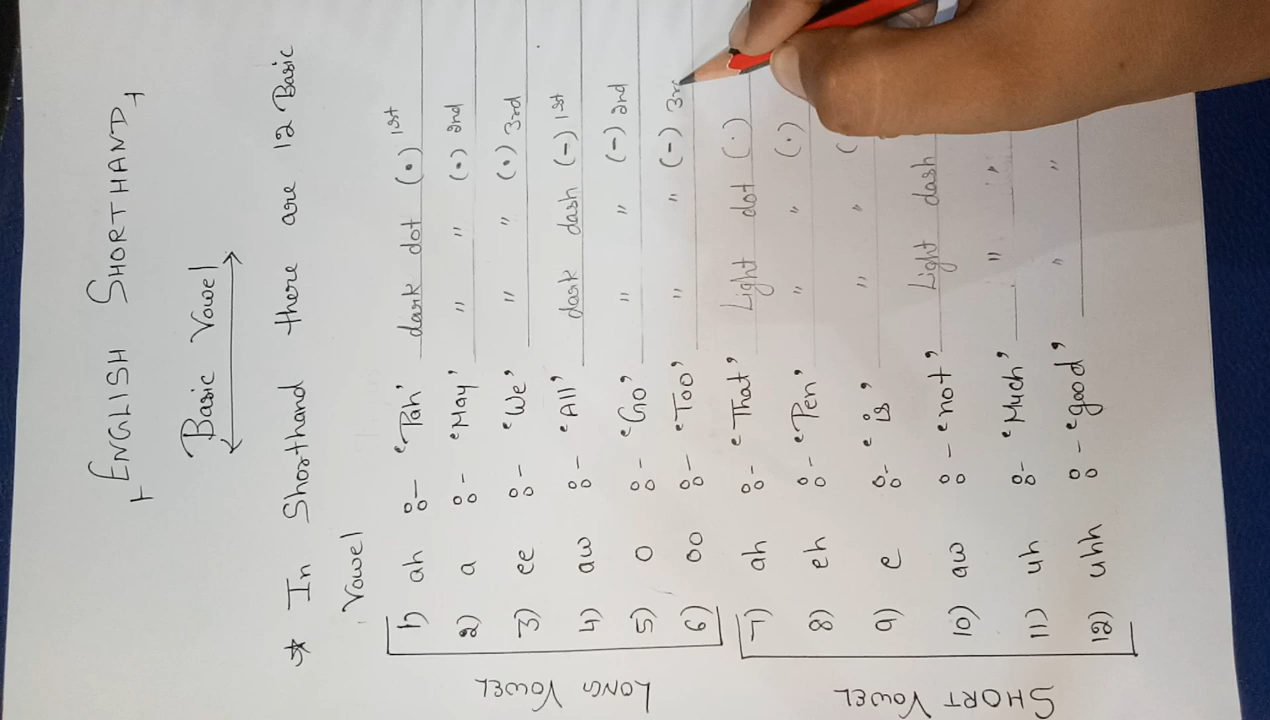 ENGLISH SHORTHAND
Basic Vowel
* In Shorthand there are 12 Basic
Vowel
LONG VOWEL
1) ah :- 'Pah' dark dot (•) 1st
2) a :- 'May' " " (•) 2nd
3) ee :- 'We' " " (•) 3rd
4) aw :- 'All' dark dash (-) 1st
5) o :- 'Go' " " (-) 2nd
6) oo :- 'Too' " " (-) 3r
SHORT VOWEL
7) ah :- 'That' Light dot (.)
8) eh :- 'Pen' " " (.)
9) e :- 'is' " " (
10) aw :- 'not' Light dash
11) uh :- 'Much' " "
12) uhh :- 'good' " "